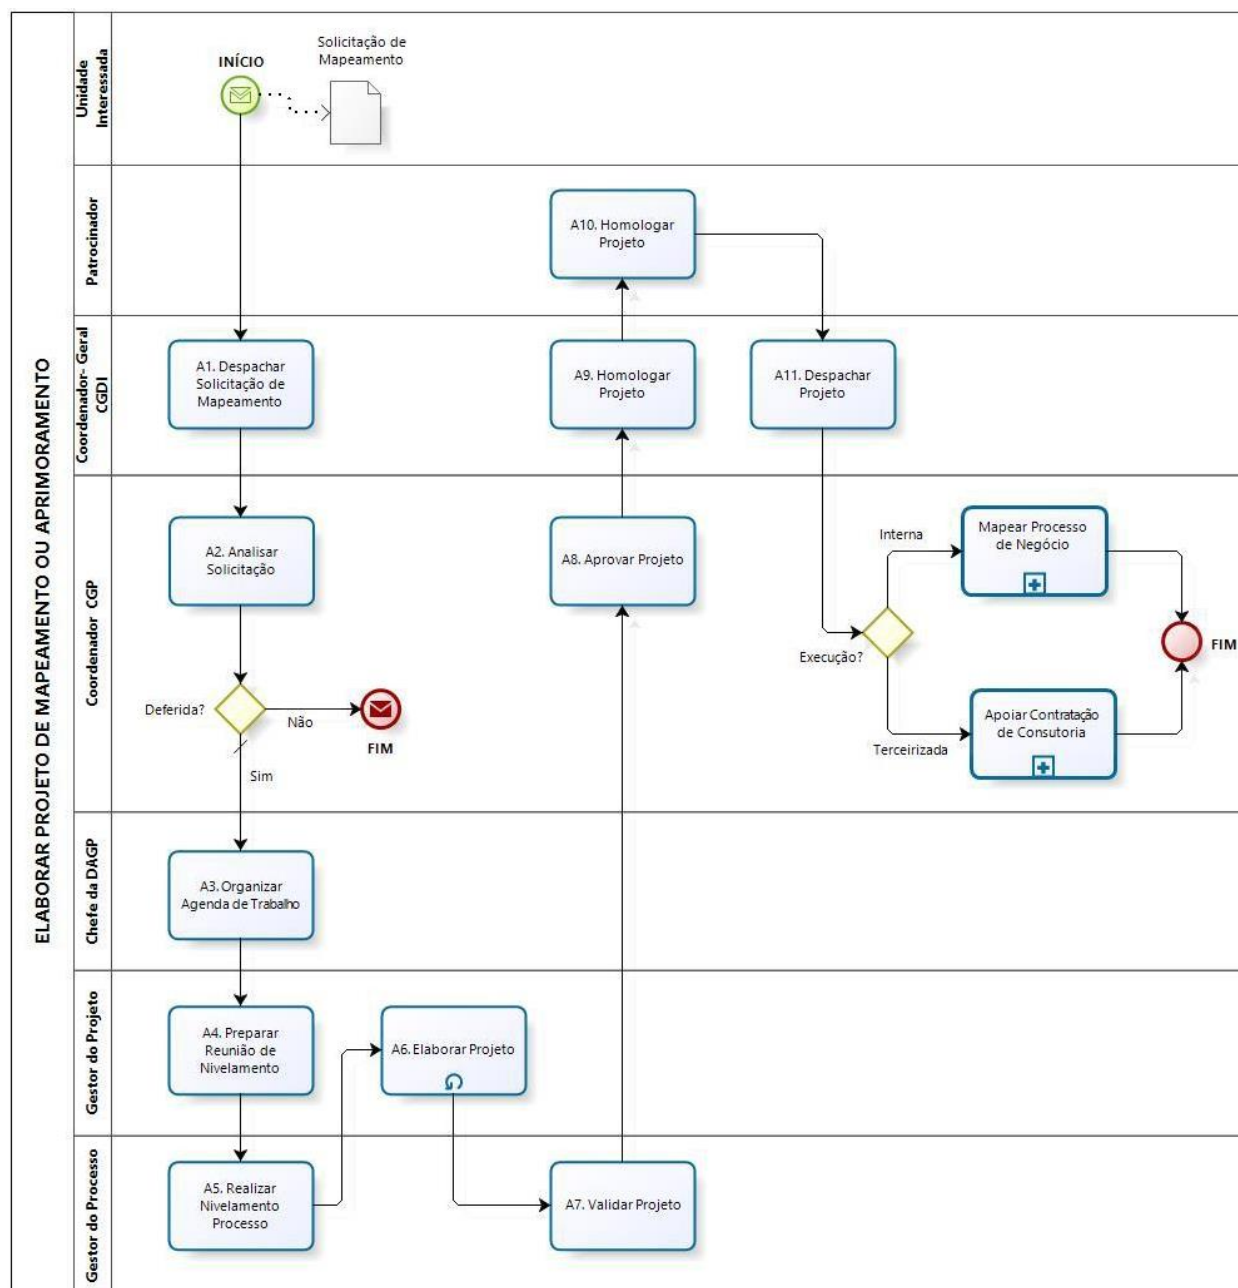 ELABORAR PROJETO DE MAPEAMENTO OU APRIMORAMENTO
Unidade
Interessada
INÍCIO
Solicitação de
Mapeamento
Patrocinador
A10. Homologar
Projeto
Coordenador- Geral
CGDI
A1. Despachar
Solicitação de
Mapeamento
A9. Homologar
Projeto
A11. Despachar
Projeto
Coordenador CGP
A2. Analisar
Solicitação
A8. Aprovar Projeto
Interna
Mapear Processo
de Negócio
Execução?
FIM
Deferida?
Não
FIM
Sim
Terceirizada
Apoiar Contratação
de Consutoria
Chefe da DAGP
A3. Organizar
Agenda de Trabalho
Gestor do Projeto
A4. Preparar
Reunião de
Nivelamento
A6. Elaborar Projeto
Gestor do Processo
A5. Realizar
Nivelamento
Processo
A7. Validar Projeto